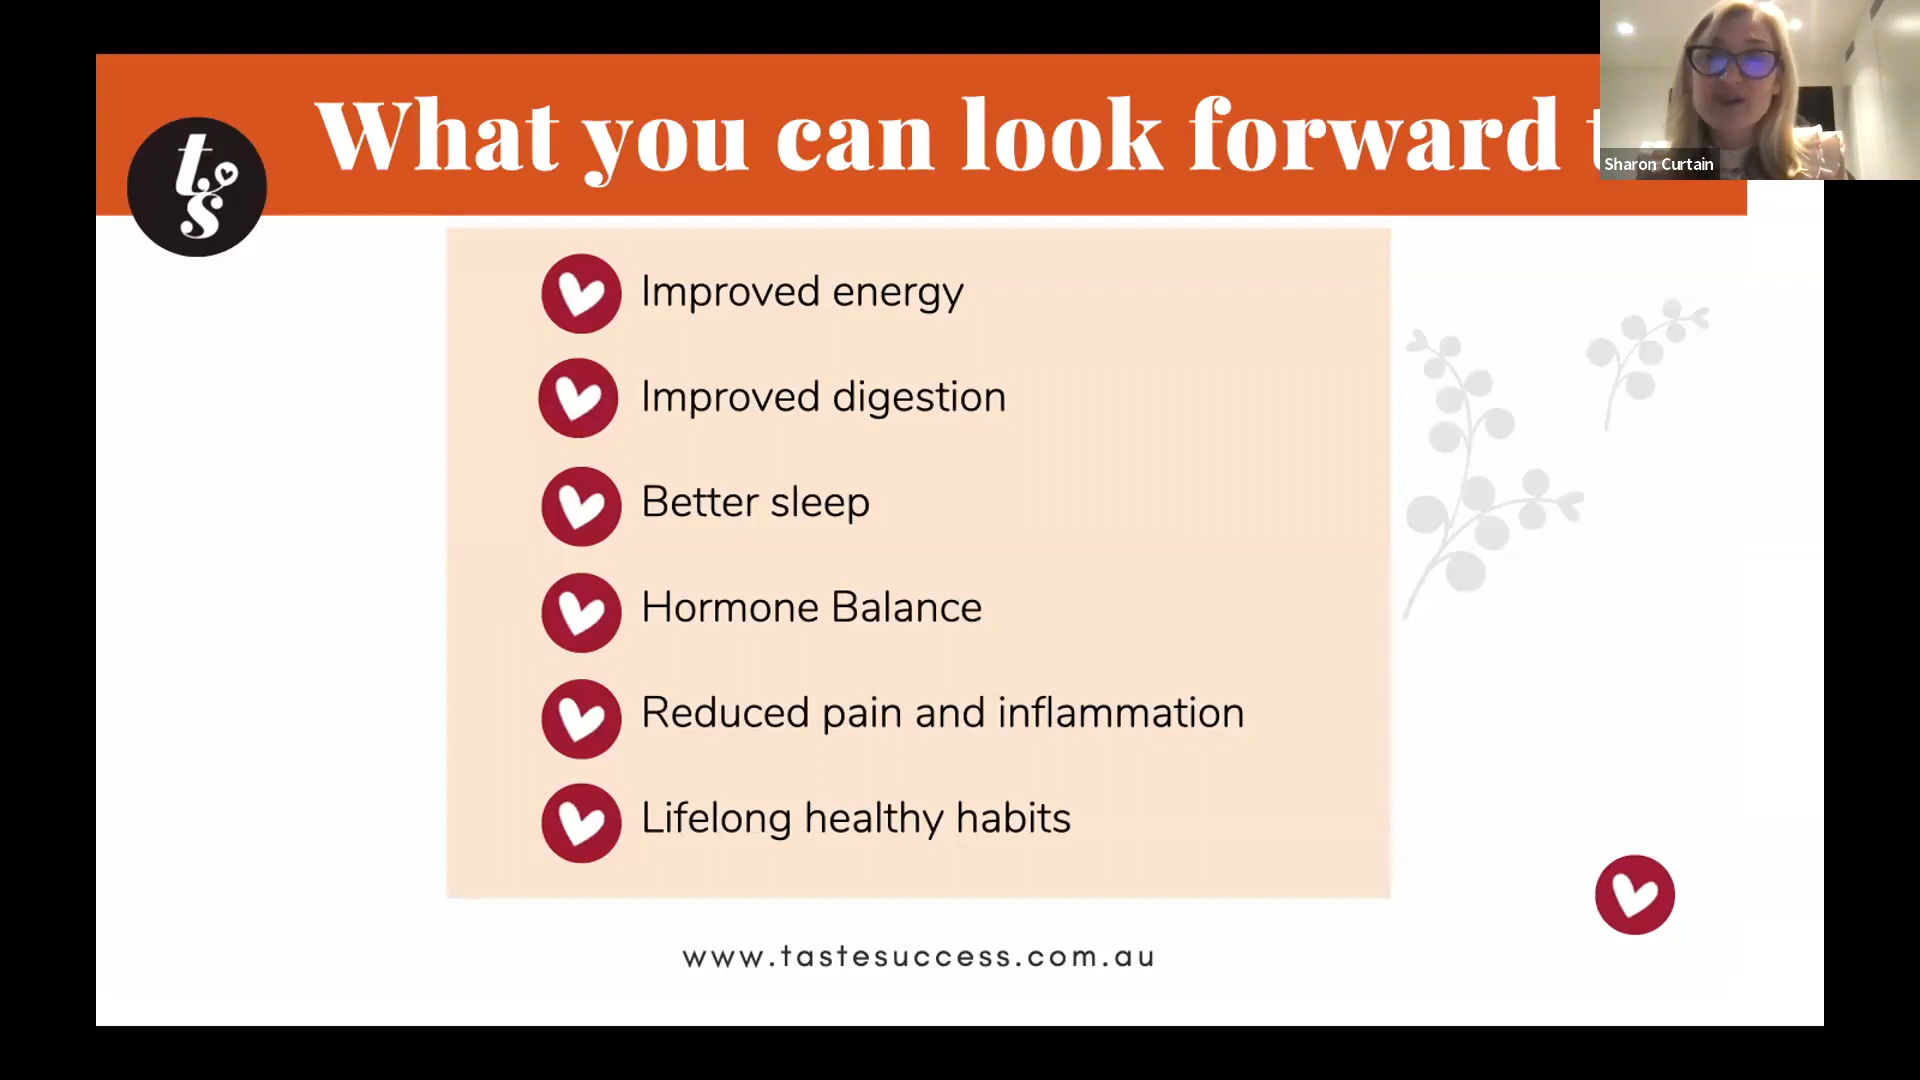 What you can look forward t
Sharon Curtain
t.s
Improved energy
Improved digestion
Better sleep
Hormone Balance
Reduced pain and inflammation
Lifelong healthy habits
www.tastesuccess.com.au